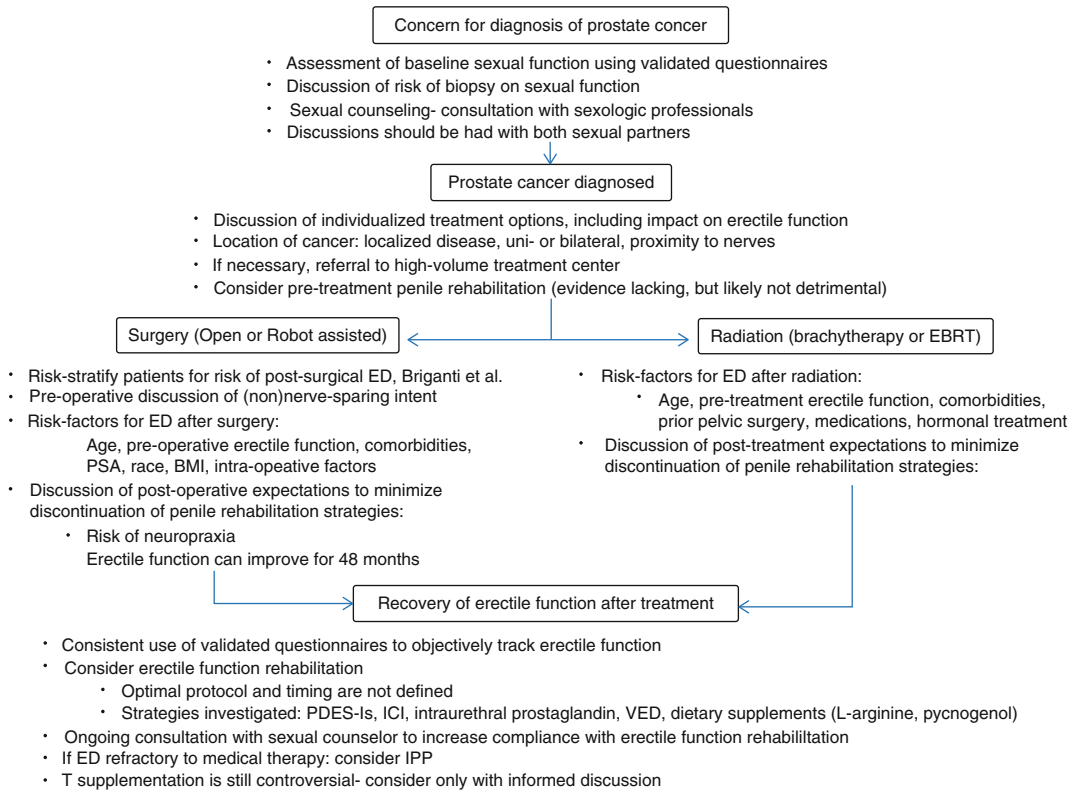 Concern for diagnosis of prostate concer
• Assessment of baseline sexual function using validated questionnaires
• Discussion of risk of biopsy on sexual function
• Sexual counseling- consultation with sexologic professionals
• Discussions should be had with both sexual partners
Prostate cancer diagnosed
• Discussion of individualized treatment options, including impact on erectile function
• Location of cancer: localized disease, uni- or bilateral, proximity to nerves
• If necessary, referral to high-volume treatment center
• Consider pre-treatment penile rehabilitation (evidence lacking, but likely not detrimental)
Surgery (Open or Robot assisted)
• Risk-stratify patients for risk of post-surgical ED, Briganti et al.
• Pre-operative discussion of (non)nerve-sparing intent
• Risk-factors for ED after surgery:
Age, pre-operative erectile function, comorbidities,
PSA, race, BMI, intra-opeative factors
• Discussion of post-operative expectations to minimize
discontinuation of penile rehabilitation strategies:
• Risk of neuropraxia
Erectile function can improve for 48 months
Radiation (brachytherapy or EBRT)
• Risk-factors for ED after radiation:
• Age, pre-treatment erectile function, comorbidities,
prior pelvic surgery, medications, hormonal treatment
• Discussion of post-treatment expectations to minimize
discontinuation of penile rehabilitation strategies:
Recovery of erectile function after treatment
• Consistent use of validated questionnaires to objectively track erectile function
• Consider erectile function rehabilitation
• Optimal protocol and timing are not defined
• Strategies investigated: PDES-Is, ICI, intraurethral prostaglandin, VED, dietary supplements (L-arginine, pycnogenol)
• Ongoing consultation with sexual counselor to increase compliance with erectile function rehabililtation
• If ED refractory to medical therapy: consider IPP
• T supplementation is still controversial- consider only with informed discussion